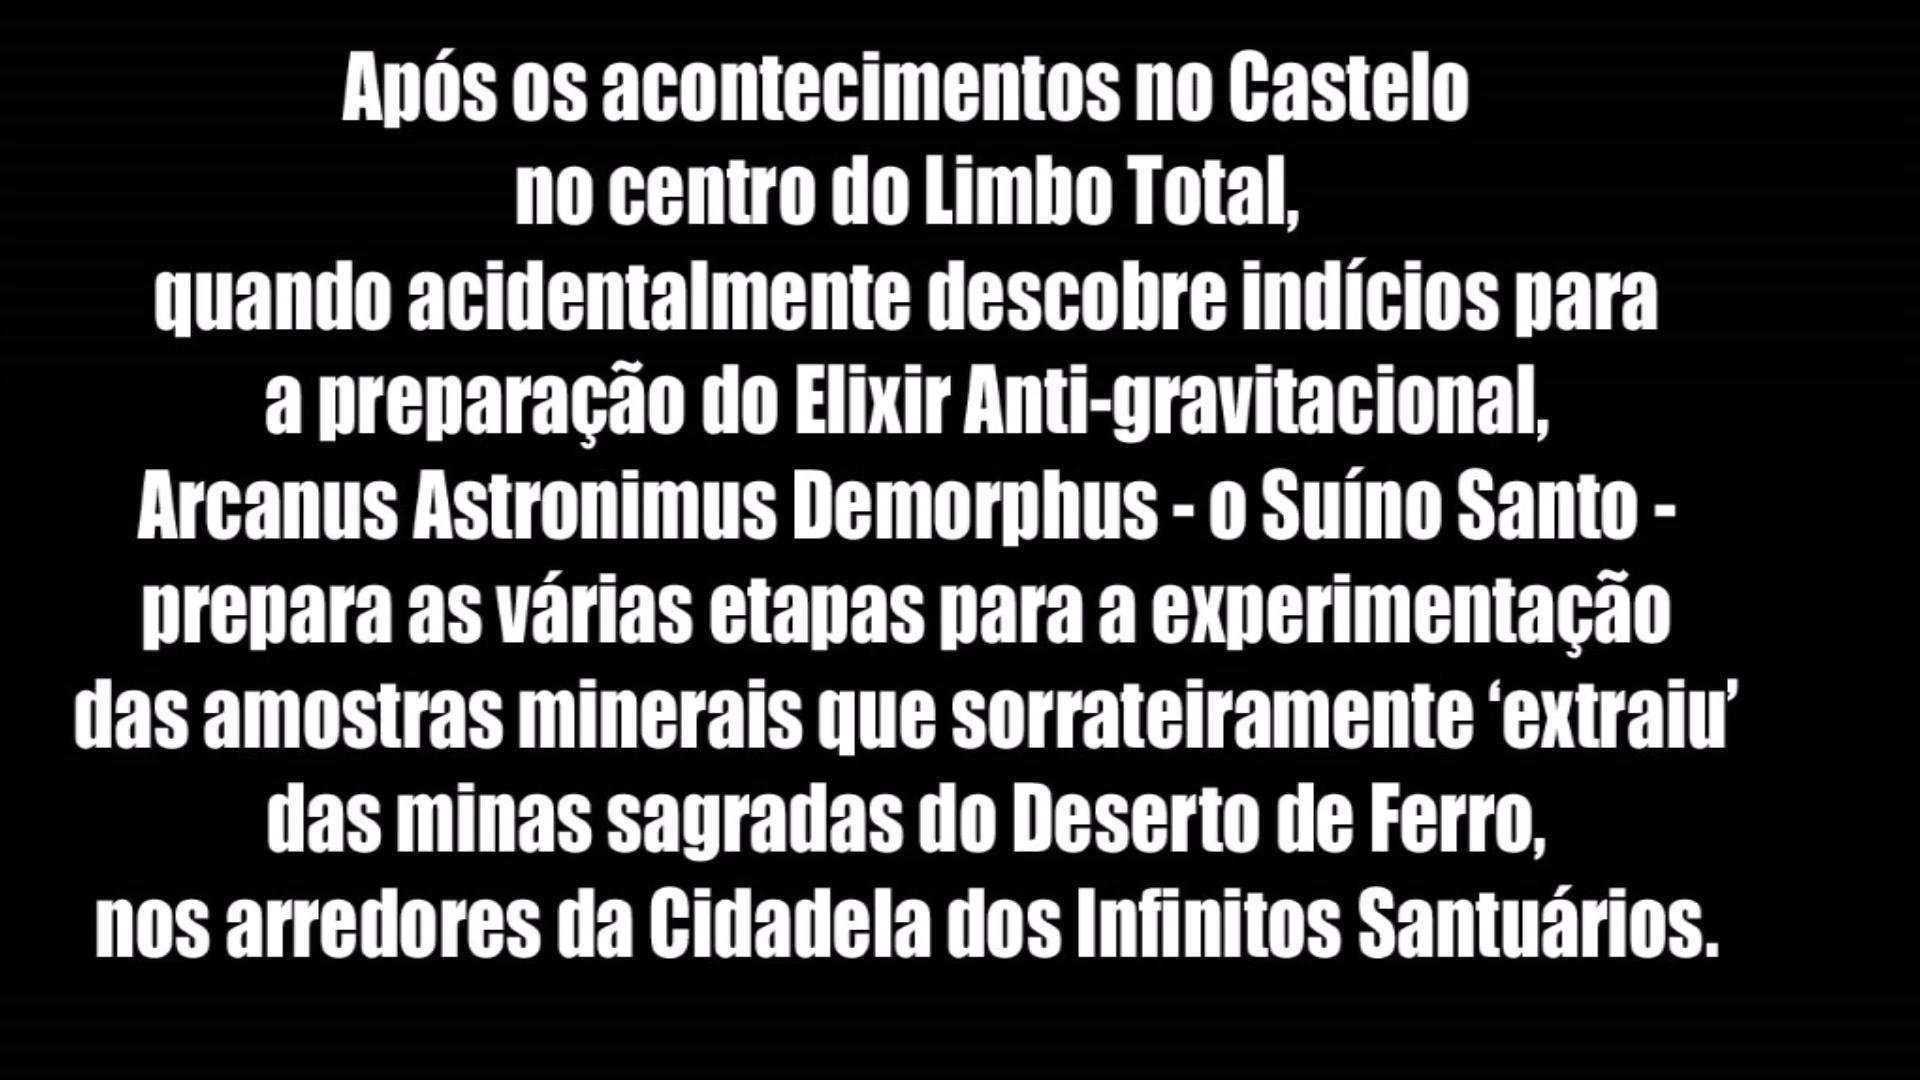 Após os acontecimentos no Castelo
no centro do Limbo Total,
quando acidentalmente descobre indícios para
a preparação do Elixir Anti-gravitacional,
Arcanus Astronimus Demorphus - o Suíno Santo -
prepara as várias etapas para a experimentação
das amostras minerais que sorrateiramente ‘extraiu’
das minas sagradas do Deserto de Ferro,
nos arredores da Cidadela dos Infinitos Santuários.